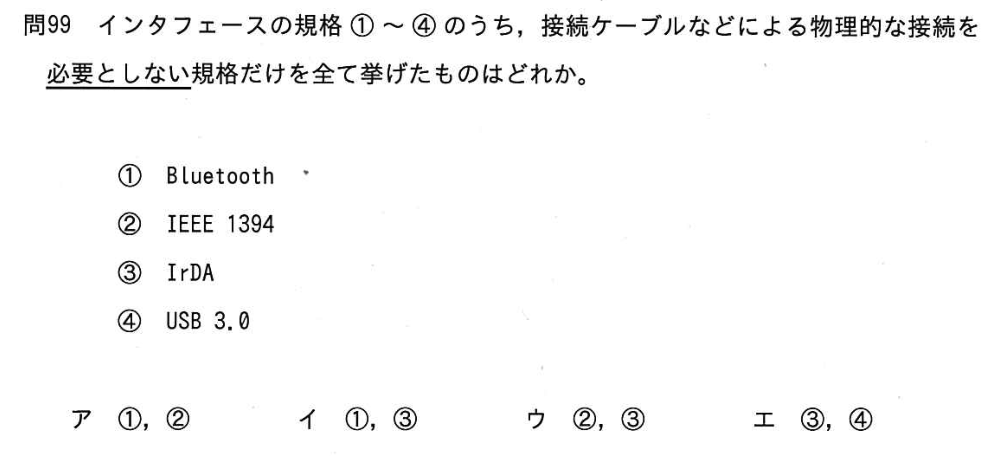 問99 インタフェースの規格①～④のうち，接続ケーブルなどによる物理的な接続を
必要としない規格だけを全て挙げたものはどれか。
① Bluetooth
② IEEE 1394
③ IrDA
④ USB 3.0
ア ①，② イ ①，③ ウ ②，③ エ ③，④